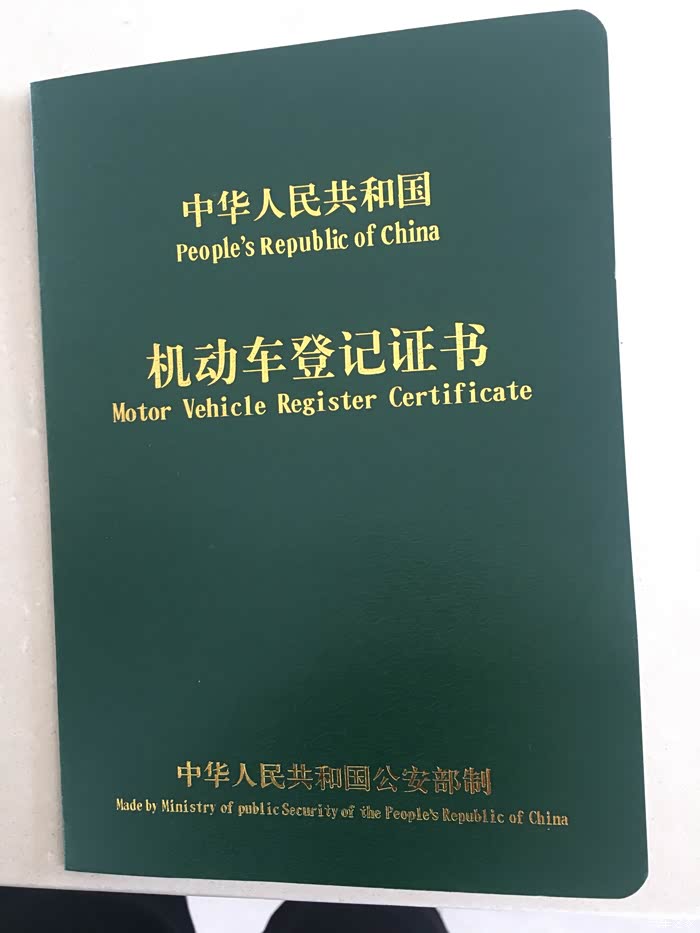 中华人民共和国
People's Republic of China
机动车登记证书
Motor Vehicle Register Certificate
中华人民共和国公安部制
Made by Ministry of public Security of the People's Republic of China